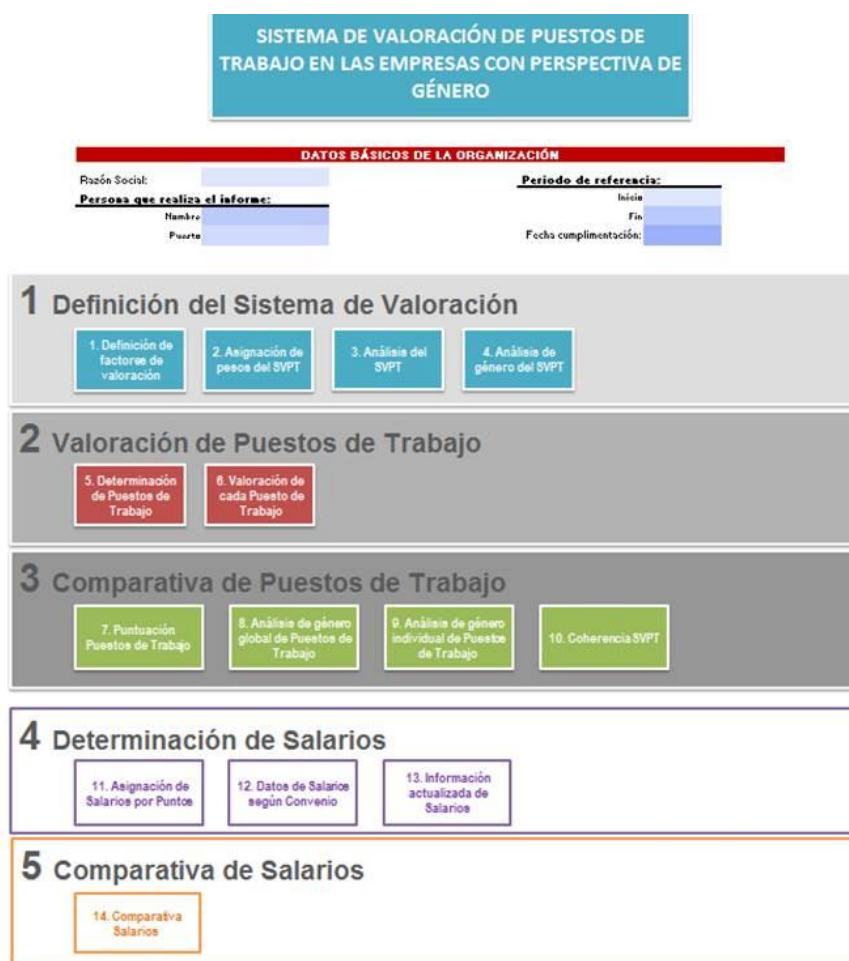 SISTEMA DE VALORACIÓN DE PUESTOS DE
TRABAJO EN LAS EMPRESAS CON PERSPECTIVA DE
GÉNERO
DATOS BÁSICOS DE LA ORGANIZACIÓN
Razón Social:
Periodo de referencia:
Persona que realiza el informe:
Inicio
Nombre
Fin
Puesto
Fecha cumplimentación:
1 Definición del Sistema de Valoración
1. Definición de
factores de
valoración
2. Asignación de
pesos del SVPT
3. Análisis del
SVPT
4. Análisis de
género del SVPT
2 Valoración de Puestos de Trabajo
5. Determinación
de Puestos de
Trabajo
6. Valoración de
cada Puesto de
Trabajo
3 Comparativa de Puestos de Trabajo
7. Puntuación
Puestos de Trabajo
8. Análisis de género
global de Puestos de
Trabajo
9. Análisis de género
individual de Puestos
de Trabajo
10. Coherencia SVPT
4 Determinación de Salarios
11. Asignación de
Salarios por Puntos
12. Datos de Salarios
según Convenio
13. Información
actualizada de
Salarios
5 Comparativa de Salarios
14. Comparativa
Salarios